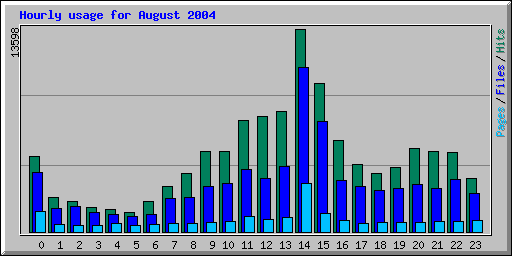 Hourly usage for August 2004
13598
Pages/Files/Hits
0 1 2 3 4 5 6 7 8 9 10 11 12 13 14 15 16 17 18 19 20 21 22 23